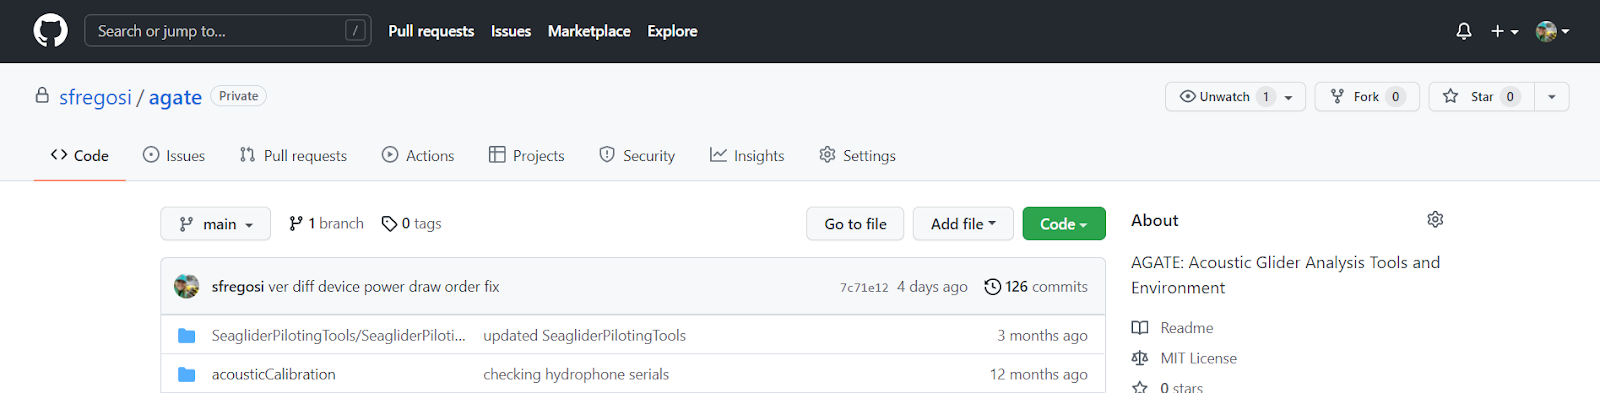 Search or jump to... / Pull requests Issues Marketplace Explore
sfregosi / agate Private Unwatch 1 Fork 0 Star 0
Code Issues Pull requests Actions Projects Security Insights Settings
main 1 branch 0 tags Go to file Add file Code About
AGATE: Acoustic Glider Analysis Tools and
Environment
sfregosi ver diff device power draw order fix 7c71e12 4 days ago 126 commits
Readme
SeagliderPilotingTools/SeagliderPiloti... updated SeagliderPilotingTools 3 months ago
MIT License
acousticCalibration checking hydrophone serials 12 months ago
0 stars